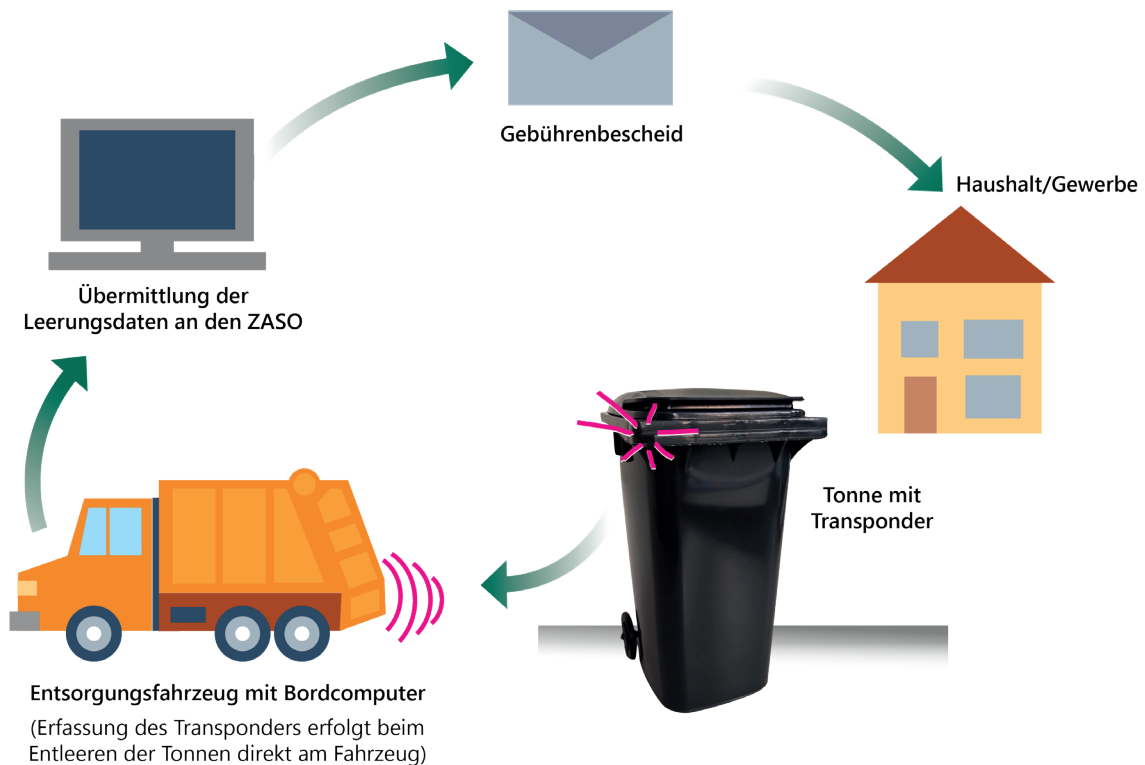 Gebührenbescheid
Haushalt/Gewerbe
Übermittlung der
Leerungsdaten an den ZASO
Tonne mit
Transponder
Entsorgungsfahrzeug mit Bordcomputer
(Erfassung des Transponders erfolgt beim
Entleeren der Tonnen direkt am Fahrzeug)